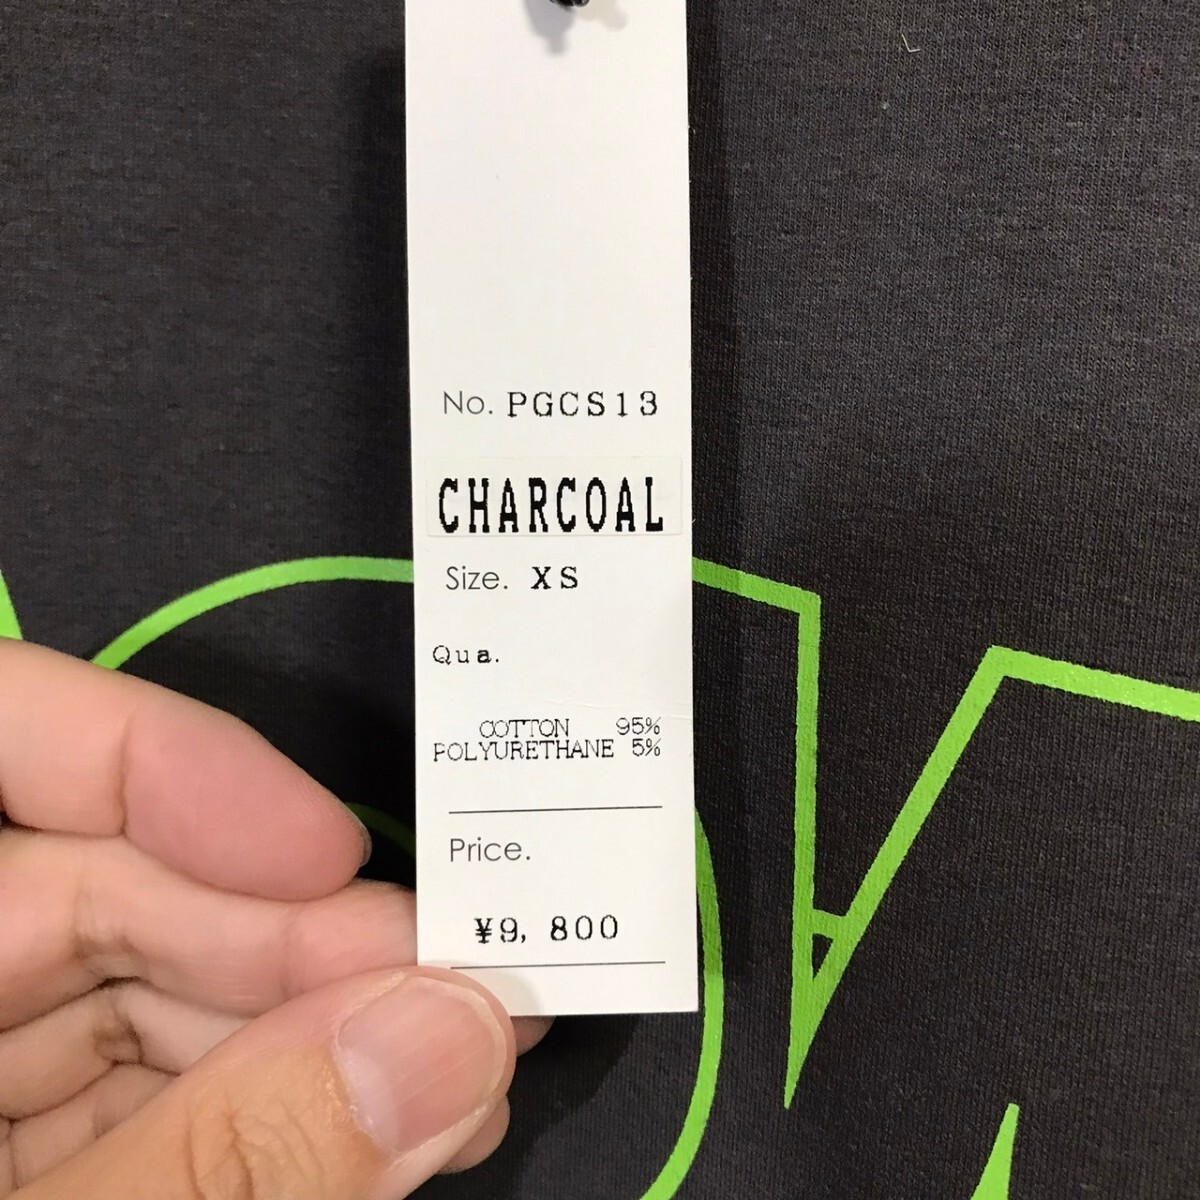 No. PGCS13
CHARCOAL
Size. XS
Qua.
COTTON 95%
POLYURETHANE 5%
Price.
¥9, 800